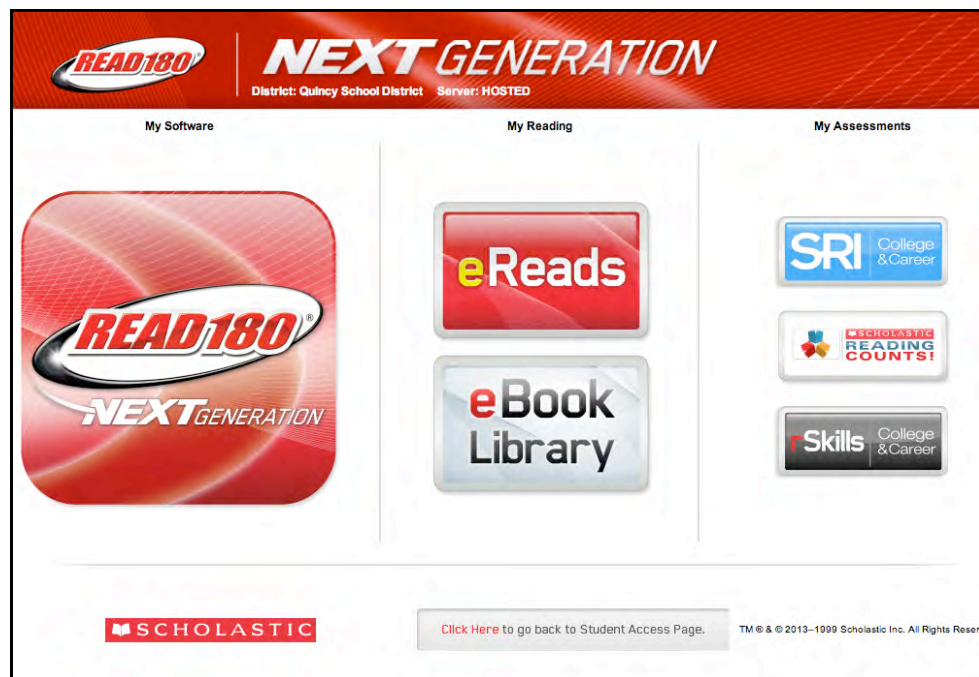 READ180®
NEXT GENERATION
District: Quincy School District Server: HOSTED
My Software
My Reading
My Assessments
READ180®
NEXT GENERATION
eReads
eBook
Library
SRI College
&Career
SCHOLASTIC
READING
COUNTS!
rSkills College
&Career
SCHOLASTIC
Click Here to go back to Student Access Page.
TM ® & © 2013–1999 Scholastic Inc. All Rights Reser